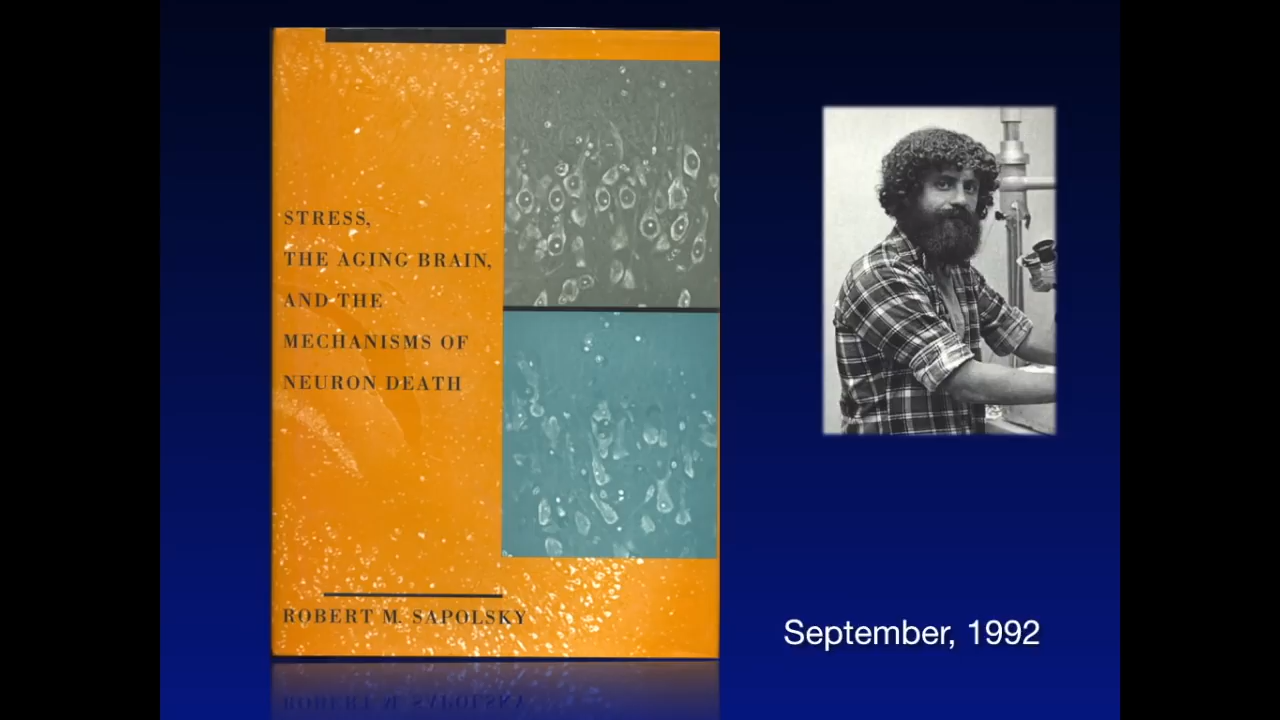 STRESS,
THE AGING BRAIN,
AND THE
MECHANISMS OF
NEURON DEATH
ROBERT M. SAPOLSKY
September, 1992